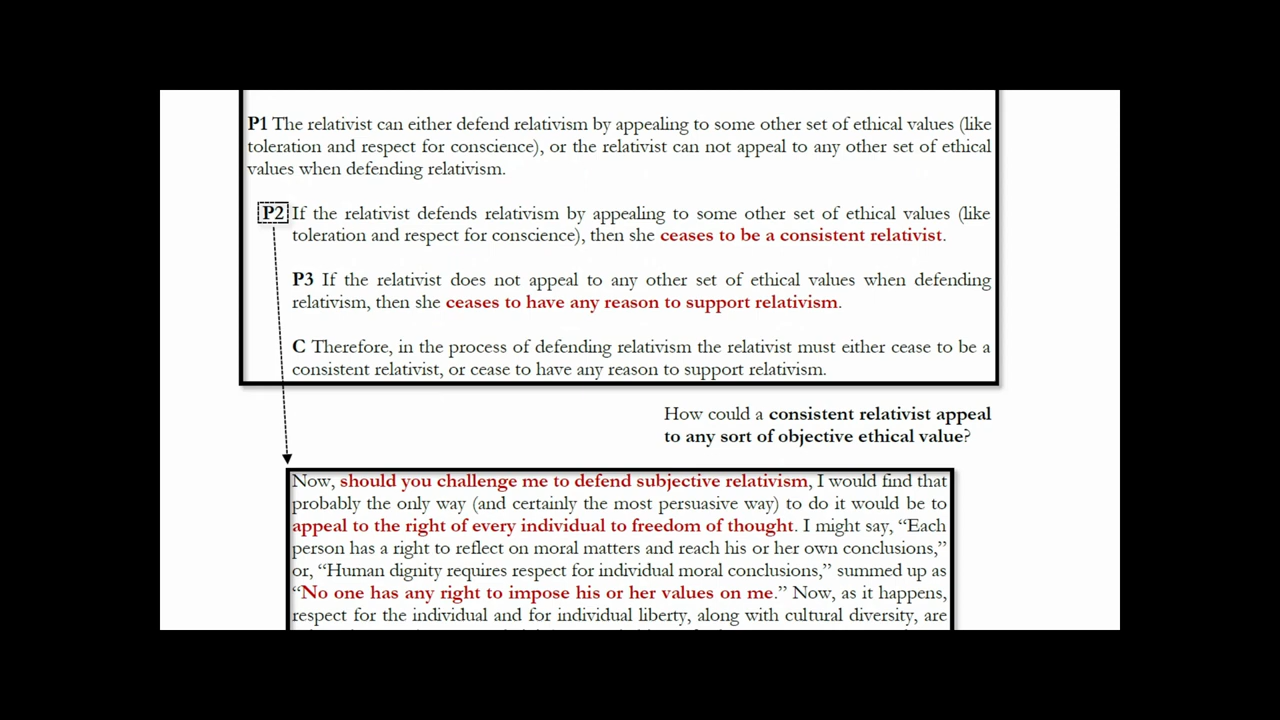 P1 The relativist can either defend relativism by appealing to some other set of ethical values (like
toleration and respect for conscience), or the relativist can not appeal to any other set of ethical
values when defending relativism.
P2 If the relativist defends relativism by appealing to some other set of ethical values (like
toleration and respect for conscience), then she ceases to be a consistent relativist.
P3 If the relativist does not appeal to any other set of ethical values when defending
relativism, then she ceases to have any reason to support relativism.
C Therefore, in the process of defending relativism the relativist must either cease to be a
consistent relativist, or cease to have any reason to support relativism.
How could a consistent relativist appeal
to any sort of objective ethical value?
Now, should you challenge me to defend subjective relativism, I would find that
probably the only way (and certainly the most persuasive way) to do it would be to
appeal to the right of every individual to freedom of thought. I might say, “Each
person has a right to reflect on moral matters and reach his or her own conclusions,”
or, “Human dignity requires respect for individual moral conclusions,” summed up as
“No one has any right to impose his or her values on me.” Now, as it happens,
respect for the individual and for individual liberty, along with cultural diversity, are